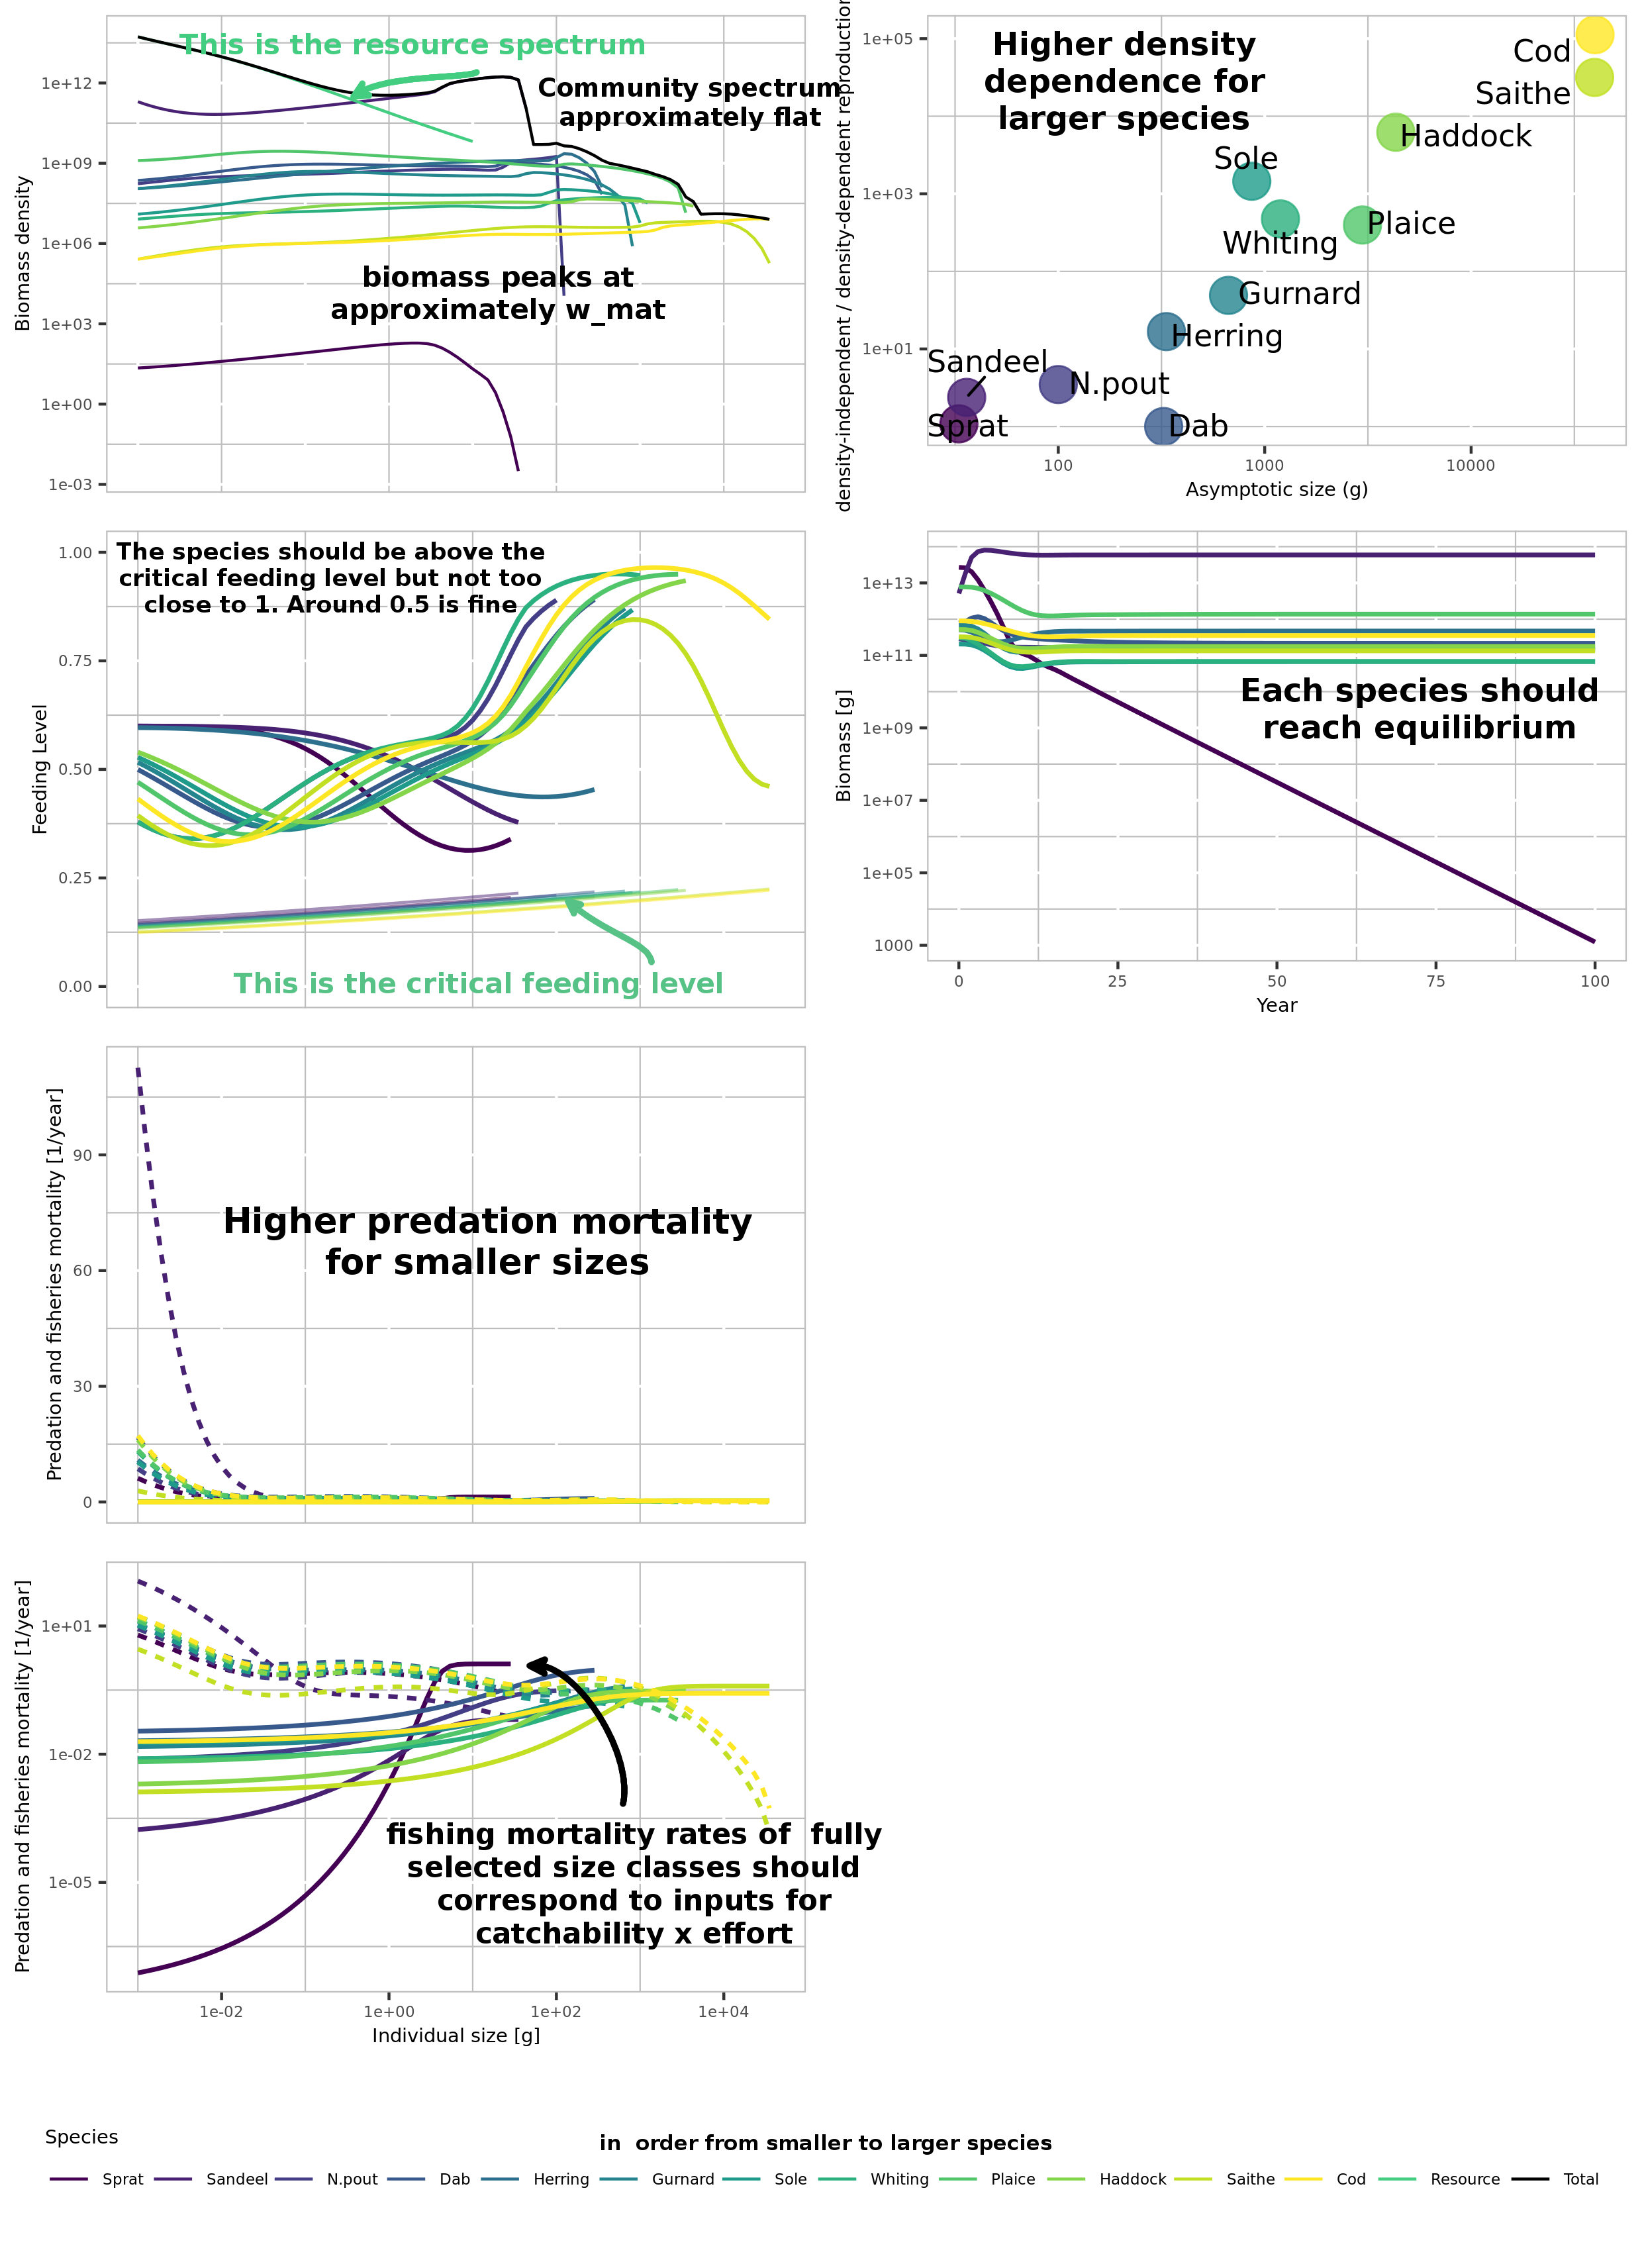 This is the resource spectrum
Community spectrum
approximately flat
biomass peaks at
approximately w_mat
Biomass density
1e+12
1e+09
1e+06
1e+03
1e+00
1e-03
Higher density
dependence for
larger species
Cod
Saithe
Haddock
Sole
Plaice
Whiting
Gurnard
Herring
Sandeel
N.pout
Sprat
Dab
density-independent / density-dependent reproduction
1e+05
1e+03
1e+01
100
1000
10000
Asymptotic size (g)
The species should be above the
critical feeding level but not too
close to 1. Around 0.5 is fine
This is the critical feeding level
Feeding Level
1.00
0.75
0.50
0.25
0.00
Each species should
reach equilibrium
Biomass [g]
1e+13
1e+11
1e+09
1e+07
1e+05
1000
0
25
50
75
100
Year
Higher predation mortality
for smaller sizes
Predation and fisheries mortality [1/year]
90
60
30
0
fishing mortality rates of  fully
selected size classes should
correspond to inputs for
catchability x effort
Predation and fisheries mortality [1/year]
1e+01
1e-02
1e-05
1e-02
1e+00
1e+02
1e+04
Individual size [g]
Species
in  order from smaller to larger species
Sprat
Sandeel
N.pout
Dab
Herring
Gurnard
Sole
Whiting
Plaice
Haddock
Saithe
Cod
Resource
Total